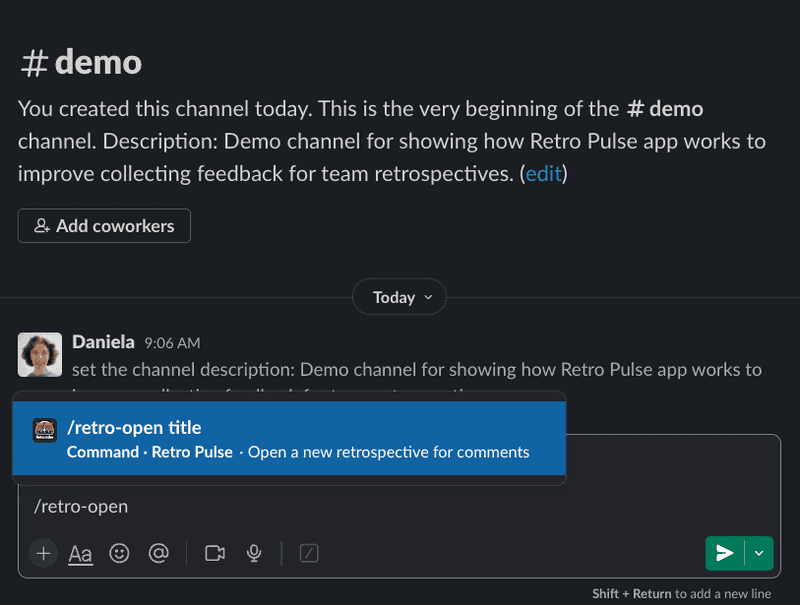 # demo
You created this channel today. This is the very beginning of the # demo
channel. Description: Demo channel for showing how Retro Pulse app works to
improve collecting feedback for team retrospectives. (edit)
Add coworkers
Today
Daniela 9:06 AM
set the channel description: Demo channel for showing how Retro Pulse app works to
/retro-open title
Command · Retro Pulse · Open a new retrospective for comments
/retro-open
Aa
Shift + Return to add a new line